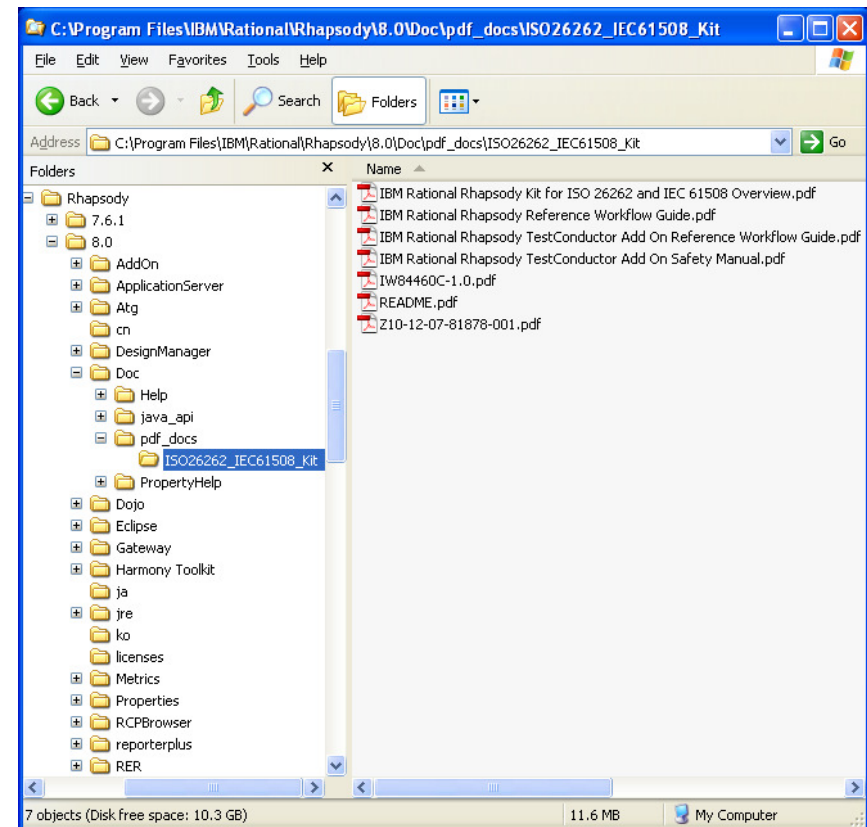 C:\Program Files\IBM\Rational\Rhapsody\8.0\Doc\pdf_docs\ISO26262_IEC61508_Kit
File Edit View Favorites Tools Help
Back Search Folders
Address C:\Program Files\IBM\Rational\Rhapsody\8.0\Doc\pdf_docs\ISO26262_IEC61508_Kit Go
Folders
Rhapsody
7.6.1
8.0
AddOn
ApplicationServer
Atg
cn
DesignManager
Doc
Help
java_api
pdf_docs
ISO26262_IEC61508_Kit
PropertyHelp
Dojo
Eclipse
Gateway
Harmony Toolkit
ja
jre
ko
licenses
Metrics
Properties
RCPBrowser
reporterplus
RER
Name
IBM Rational Rhapsody Kit for ISO 26262 and IEC 61508 Overview.pdf
IBM Rational Rhapsody Reference Workflow Guide.pdf
IBM Rational Rhapsody TestConductor Add On Reference Workflow Guide.pdf
IBM Rational Rhapsody TestConductor Add On Safety Manual.pdf
IW84460C-1.0.pdf
README.pdf
Z10-12-07-81878-001.pdf
7 objects (Disk free space: 10.3 GB) 11.6 MB My Computer